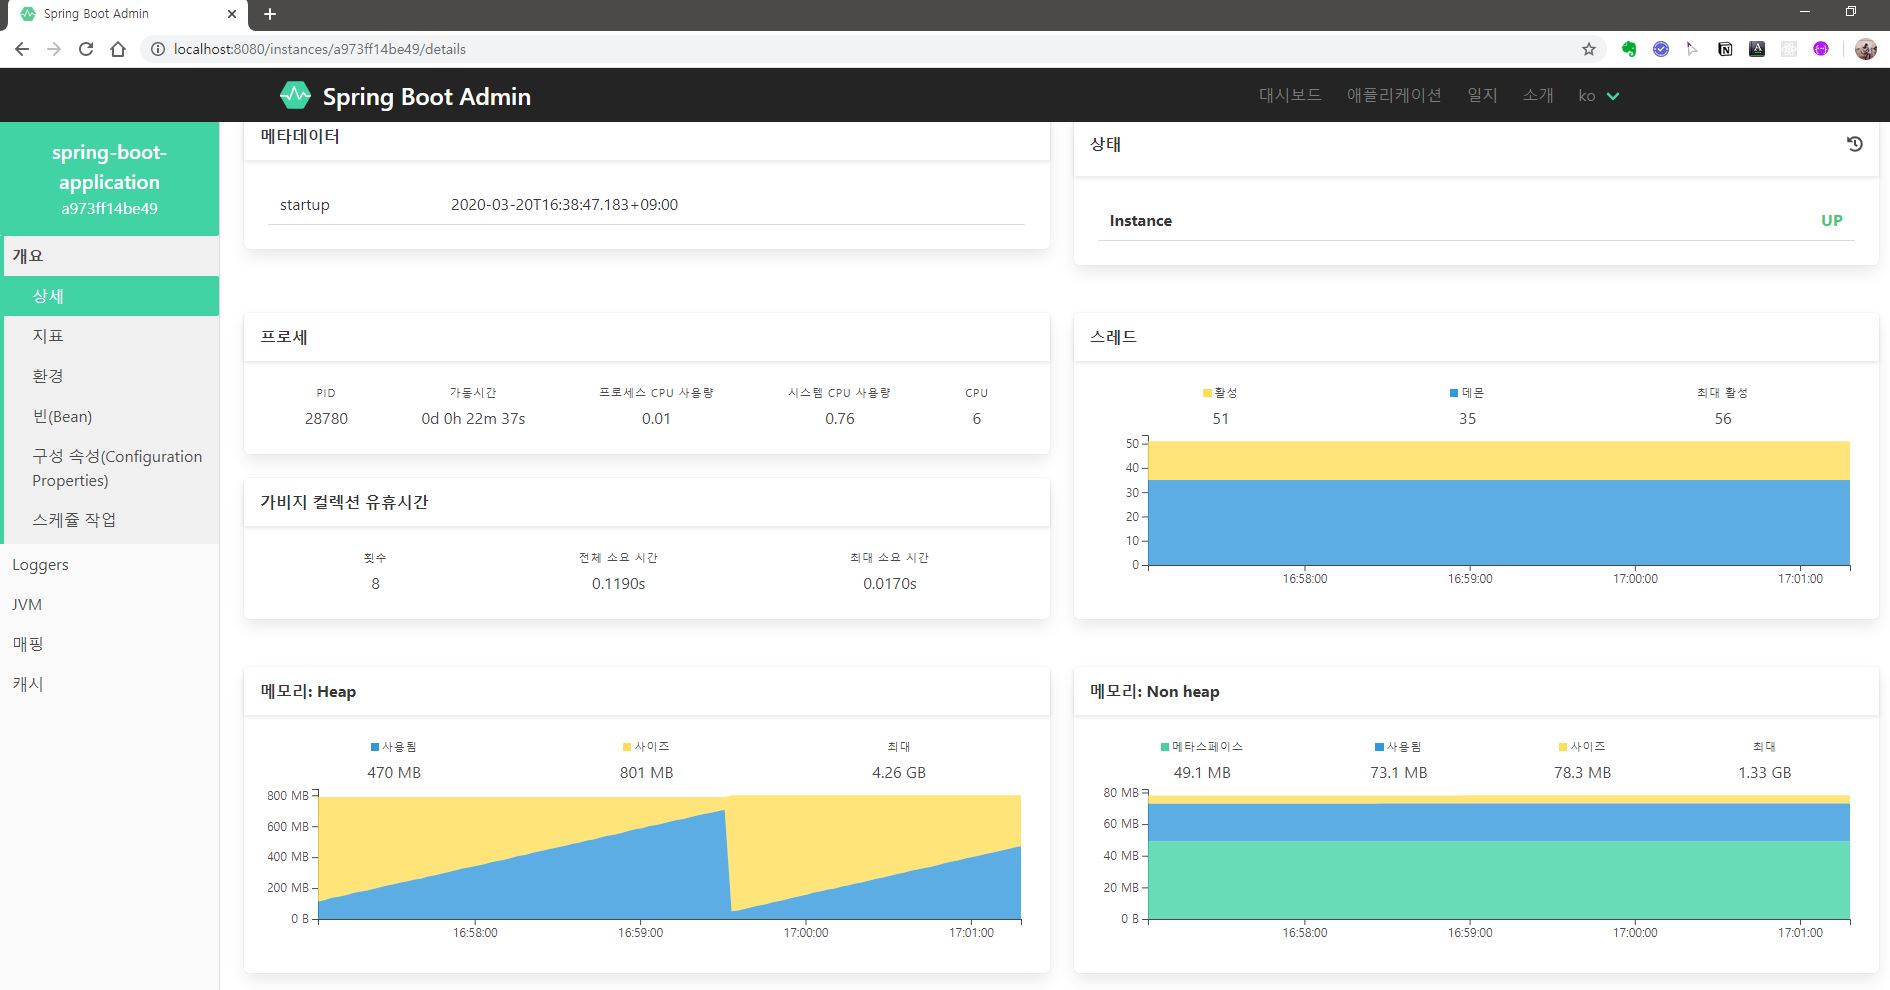 Spring Boot Admin
localhost:8080/instances/a973ff14be49/details
Spring Boot Admin
대시보드 애플리케이션 일지 소개 ko
spring-boot-
application
a973ff14be49
개요
상세
지표
환경
빈(Bean)
구성 속성(Configuration
Properties)
스케쥴 작업
Loggers
JVM
매핑
캐시
메타데이터
startup 2020-03-20T16:38:47.183+09:00
상태
Instance UP
프로세
PID 가동시간 프로세스 CPU 사용량 시스템 CPU 사용량 CPU
28780 0d 0h 22m 37s 0.01 0.76 6
가비지 컬렉션 유휴시간
횟수 전체 소요 시간 최대 소요 시간
8 0.1190s 0.0170s
스레드
활성 데몬 최대 활성
51 35 56
50
40
30
20
10
0
16:58:00 16:59:00 17:00:00 17:01:00
메모리: Heap
사용됨 사이즈 최대
470 MB 801 MB 4.26 GB
800 MB
600 MB
400 MB
200 MB
0 B
16:58:00 16:59:00 17:00:00 17:01:00
메모리: Non heap
메타스페이스 사용됨 사이즈 최대
49.1 MB 73.1 MB 78.3 MB 1.33 GB
80 MB
60 MB
40 MB
20 MB
0 B
16:58:00 16:59:00 17:00:00 17:01:00